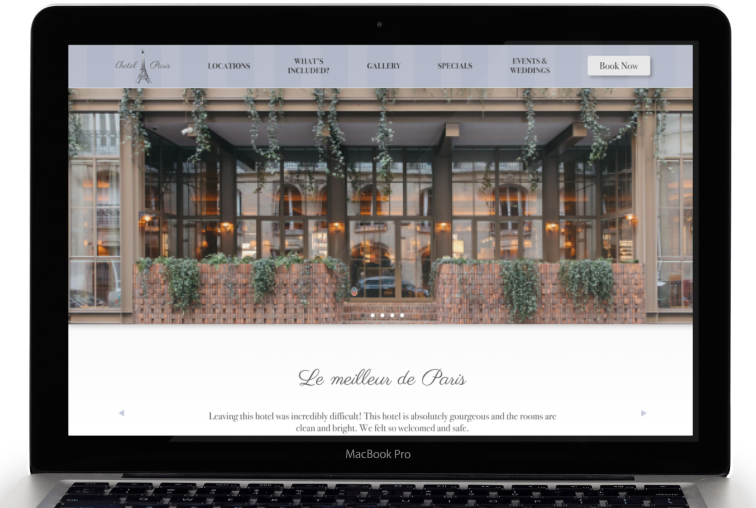 Chotel Paris
LOCATIONS
WHAT'S
INCLUDED?
GALLERY
SPECIALS
EVENTS &
WEDDINGS
Book Now
Le meilleur de Paris
Leaving this hotel was incredibly difficult! This hotel is absolutely gourgeous and the rooms are
clean and bright. We felt so welcomed and safe.
MacBook Pro